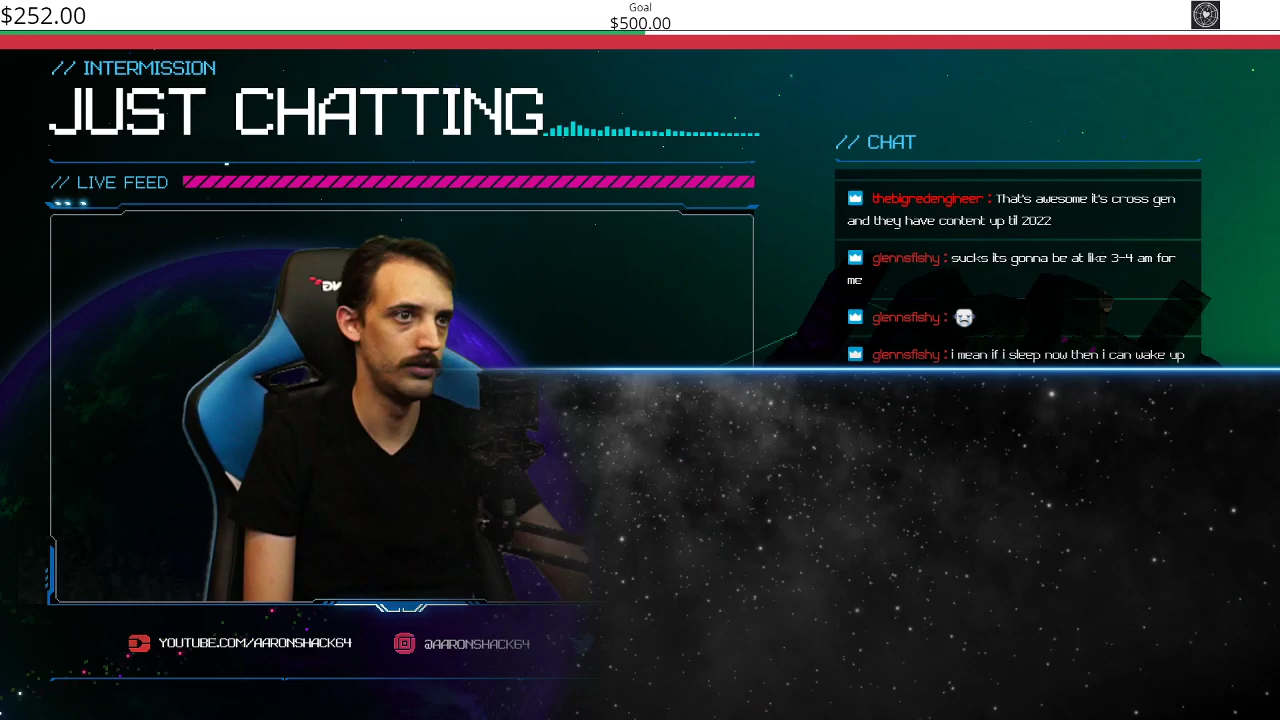 $252.00
Goal
$500.00
// INTERMISSION
JUST CHATTING
// CHAT
// LIVE FEED
thebigredengineer : That's awesome it's cross gen
and they have content up til 2022
glennsfishy : sucks its gonna be at like 3-4 am for
me
glennsfishy :
glennsfishy : i mean if i sleep now then i can wake up
YOUTUBE.COM/AARONSHACK64
@AARONSHACK64